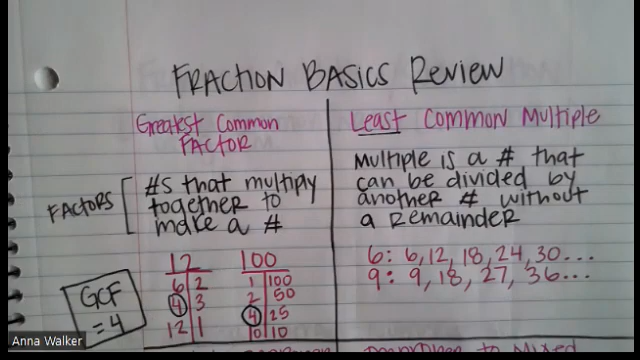 FRACTION BASICS REVIEW
Greatest Common
FACTOR
FACTORS
#s that multiply
together to
make a #
12
6 2
4 3
12 1
100
1 100
2 50
4 25
10 10
GCF
=4
Least Common Multiple
Multiple is a # that
can be divided by
another # without
a remainder
6: 6, 12, 18, 24, 30...
9: 9, 18, 27, 36...
to Mixed
Anna Walker